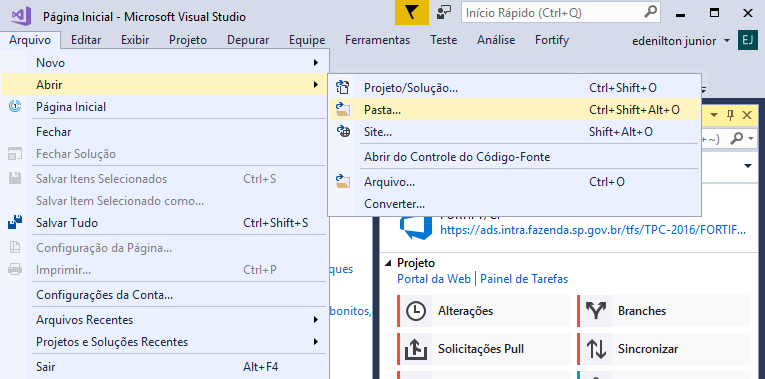 Página Inicial - Microsoft Visual Studio
Início Rápido (Ctrl+Q)
Arquivo Editar Exibir Projeto Depurar Equipe Ferramentas Teste Análise Fortify edenilton junior EJ
Novo
Abrir
Página Inicial
Fechar
Fechar Solução
Salvar Itens Selecionados Ctrl+S
Salvar Item Selecionado como...
Salvar Tudo Ctrl+Shift+S
Configuração da Página...
Imprimir... Ctrl+P
Configurações da Conta...
Arquivos Recentes
Projetos e Soluções Recentes
Sair Alt+F4
Projeto/Solução... Ctrl+Shift+O
Pasta... Ctrl+Shift+Alt+O
Site... Shift+Alt+O
Abrir do Controle do Código-Fonte
Arquivo... Ctrl+O
Converter...
https://ads.intra.fazenda.sp.gov.br/tfs/TPC-2016/FORTIF...
Projeto
Portal da Web | Painel de Tarefas
Alterações
Branches
Solicitações Pull
Sincronizar
ques
bonitos,